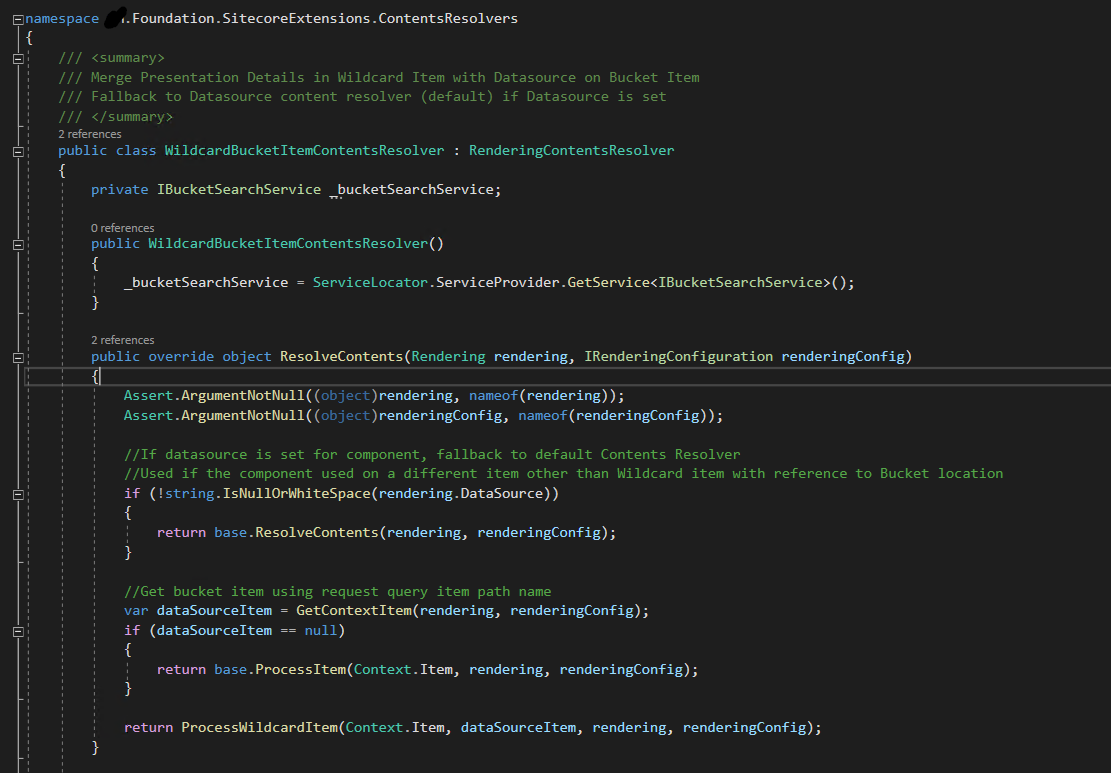 namespace .Foundation.SitecoreExtensions.ContentsResolvers
{
/// <summary>
/// Merge Presentation Details in Wildcard Item with Datasource on Bucket Item
/// Fallback to Datasource content resolver (default) if Datasource is set
/// </summary>
2 references
public class WildcardBucketItemContentsResolver : RenderingContentsResolver
{
private IBucketSearchService _bucketSearchService;
0 references
public WildcardBucketItemContentsResolver()
{
_bucketSearchService = ServiceLocator.ServiceProvider.GetService<IBucketSearchService>();
}
2 references
public override object ResolveContents(Rendering rendering, IRenderingConfiguration renderingConfig)
{
Assert.ArgumentNotNull((object)rendering, nameof(rendering));
Assert.ArgumentNotNull((object)renderingConfig, nameof(renderingConfig));
//If datasource is set for component, fallback to default Contents Resolver
//Used if the component used on a different item other than Wildcard item with reference to Bucket location
if (!string.IsNullOrWhiteSpace(rendering.DataSource))
{
return base.ResolveContents(rendering, renderingConfig);
}
//Get bucket item using request query item path name
var dataSourceItem = GetContextItem(rendering, renderingConfig);
if (dataSourceItem == null)
{
return base.ProcessItem(Context.Item, rendering, renderingConfig);
}
return ProcessWildcardItem(Context.Item, dataSourceItem, rendering, renderingConfig);
}